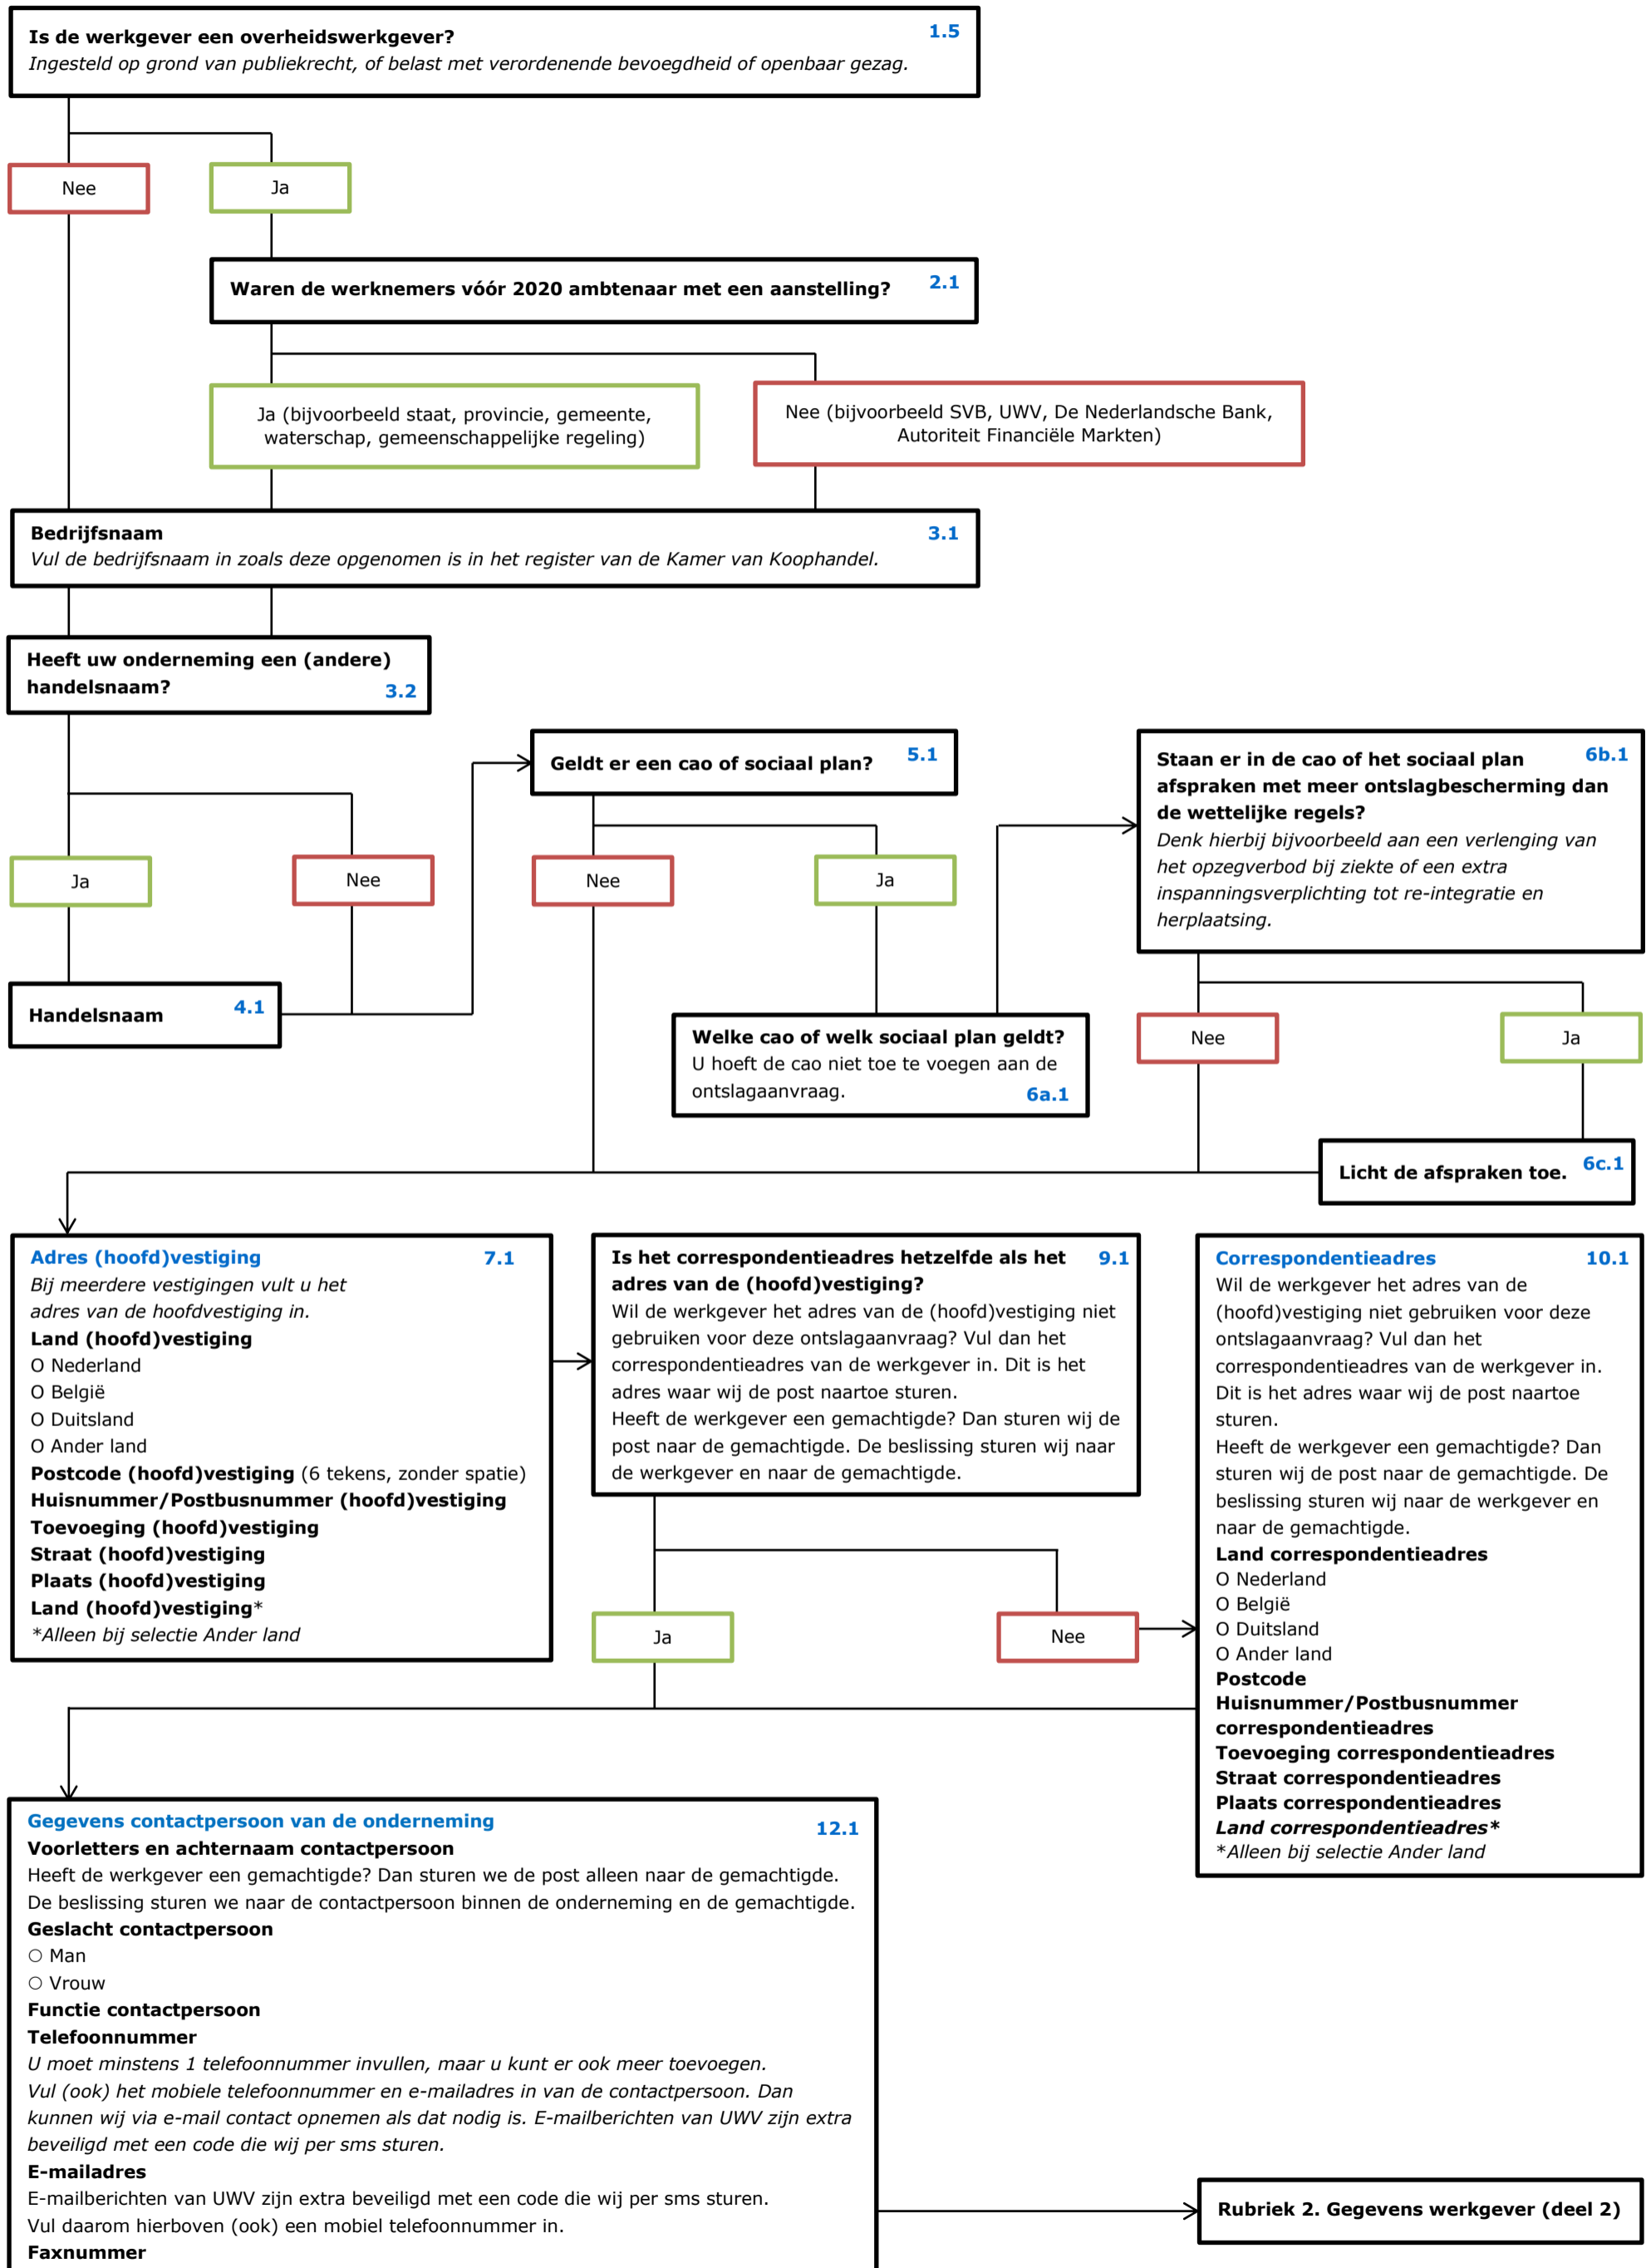 Is de werkgever een overheidswerkgever? 1.5
Ingesteld op grond van publiekrecht, of belast met verordenende bevoegdheid of openbaar gezag.
Nee
Ja
Waren de werknemers vóór 2020 ambtenaar met een aanstelling? 2.1
Ja (bijvoorbeeld staat, provincie, gemeente,
waterschap, gemeenschappelijke regeling)
Nee (bijvoorbeeld SVB, UWV, De Nederlandsche Bank,
Autoriteit Financiële Markten)
Bedrijfsnaam 3.1
Vul de bedrijfsnaam in zoals deze opgenomen is in het register van de Kamer van Koophandel.
Heeft uw onderneming een (andere)
handelsnaam? 3.2
Ja
Nee
Handelsnaam 4.1
Geldt er een cao of sociaal plan? 5.1
Nee
Ja
Welke cao of welk sociaal plan geldt?
U hoeft de cao niet toe te voegen aan de
ontslagaanvraag. 6a.1
Staan er in de cao of het sociaal plan 6b.1
afspraken met meer ontslagbescherming dan
de wettelijke regels?
Denk hierbij bijvoorbeeld aan een verlenging van
het opzegverbod bij ziekte of een extra
inspanningsverplichting tot re-integratie en
herplaatsing.
Nee
Ja
Licht de afspraken toe. 6c.1
Adres (hoofd)vestiging 7.1
Bij meerdere vestigingen vult u het
adres van de hoofdvestiging in.
Land (hoofd)vestiging
O Nederland
O België
O Duitsland
O Ander land
Postcode (hoofd)vestiging (6 tekens, zonder spatie)
Huisnummer/Postbusnummer (hoofd)vestiging
Toevoeging (hoofd)vestiging
Straat (hoofd)vestiging
Plaats (hoofd)vestiging
Land (hoofd)vestiging*
*Alleen bij selectie Ander land
Is het correspondentieadres hetzelfde als het 9.1
adres van de (hoofd)vestiging?
Wil de werkgever het adres van de (hoofd)vestiging niet
gebruiken voor deze ontslagaanvraag? Vul dan het
correspondentieadres van de werkgever in. Dit is het
adres waar wij de post naartoe sturen.
Heeft de werkgever een gemachtigde? Dan sturen wij de
post naar de gemachtigde. De beslissing sturen wij naar
de werkgever en naar de gemachtigde.
Ja
Nee
Correspondentieadres 10.1
Wil de werkgever het adres van de
(hoofd)vestiging niet gebruiken voor deze
ontslagaanvraag? Vul dan het
correspondentieadres van de werkgever in.
Dit is het adres waar wij de post naartoe
sturen.
Heeft de werkgever een gemachtigde? Dan
sturen wij de post naar de gemachtigde. De
beslissing sturen wij naar de werkgever en
naar de gemachtigde.
Land correspondentieadres
O Nederland
O België
O Duitsland
O Ander land
Postcode
Huisnummer/Postbusnummer
correspondentieadres
Toevoeging correspondentieadres
Straat correspondentieadres
Plaats correspondentieadres
Land correspondentieadres*
*Alleen bij selectie Ander land
Gegevens contactpersoon van de onderneming 12.1
Voorletters en achternaam contactpersoon
Heeft de werkgever een gemachtigde? Dan sturen we de post alleen naar de gemachtigde.
De beslissing sturen we naar de contactpersoon binnen de onderneming en de gemachtigde.
Geslacht contactpersoon
○ Man
○ Vrouw
Functie contactpersoon
Telefoonnummer
U moet minstens 1 telefoonnummer invullen, maar u kunt er ook meer toevoegen.
Vul (ook) het mobiele telefoonnummer en e-mailadres in van de contactpersoon. Dan
kunnen wij via e-mail contact opnemen als dat nodig is. E-mailberichten van UWV zijn extra
beveiligd met een code die wij per sms sturen.
E-mailadres
E-mailberichten van UWV zijn extra beveiligd met een code die wij per sms sturen.
Vul daarom hierboven (ook) een mobiel telefoonnummer in.
Faxnummer
Rubriek 2. Gegevens werkgever (deel 2)